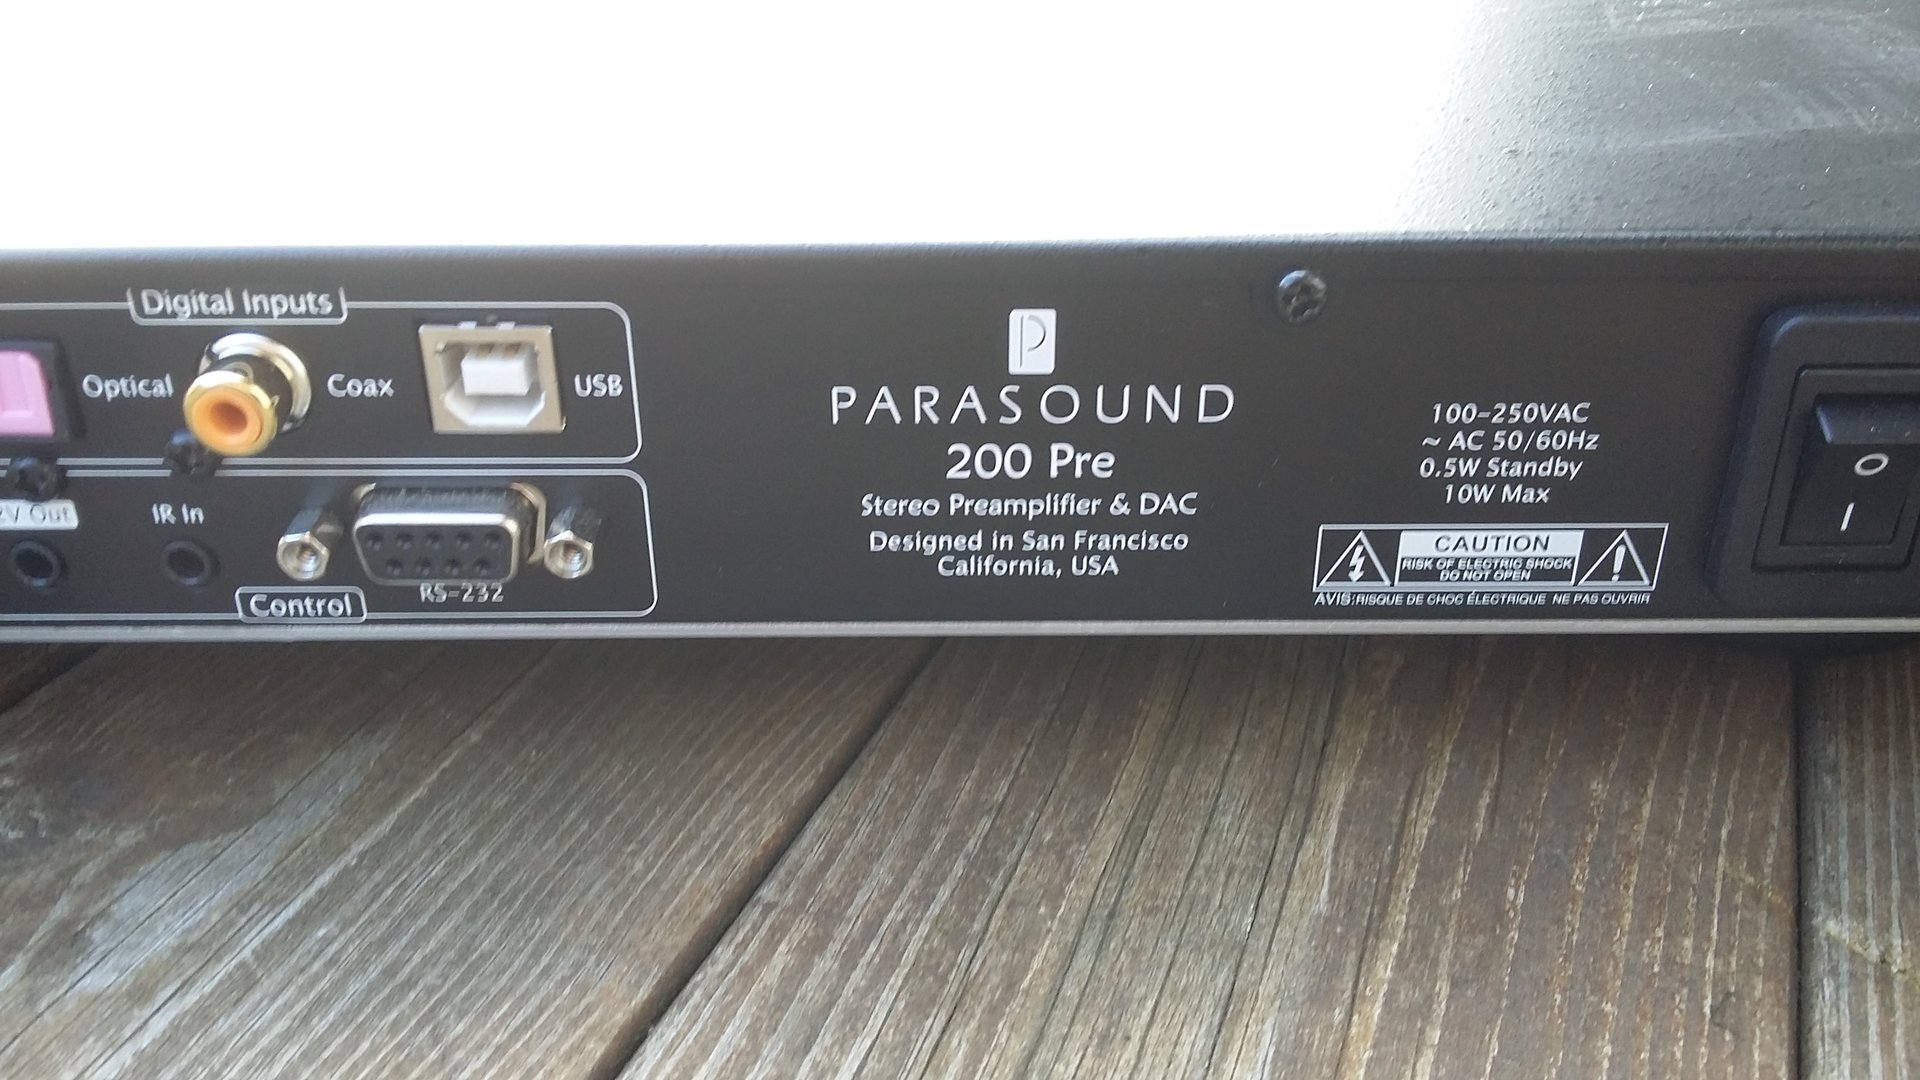 Digital Inputs
Optical
Coax
USB
Out
IR In
RS-232
Control
P
PARASOUND
200 Pre
Stereo Preamplifier & DAC
Designed in San Francisco
California, USA
100-250VAC
~ AC 50/60Hz
0.5W Standby
10W Max
CAUTION
RISK OF ELECTRIC SHOCK
DO NOT OPEN
AVIS:RISQUE DE CHOC ÉLECTRIQUE NE PAS OUVRIR
O
I